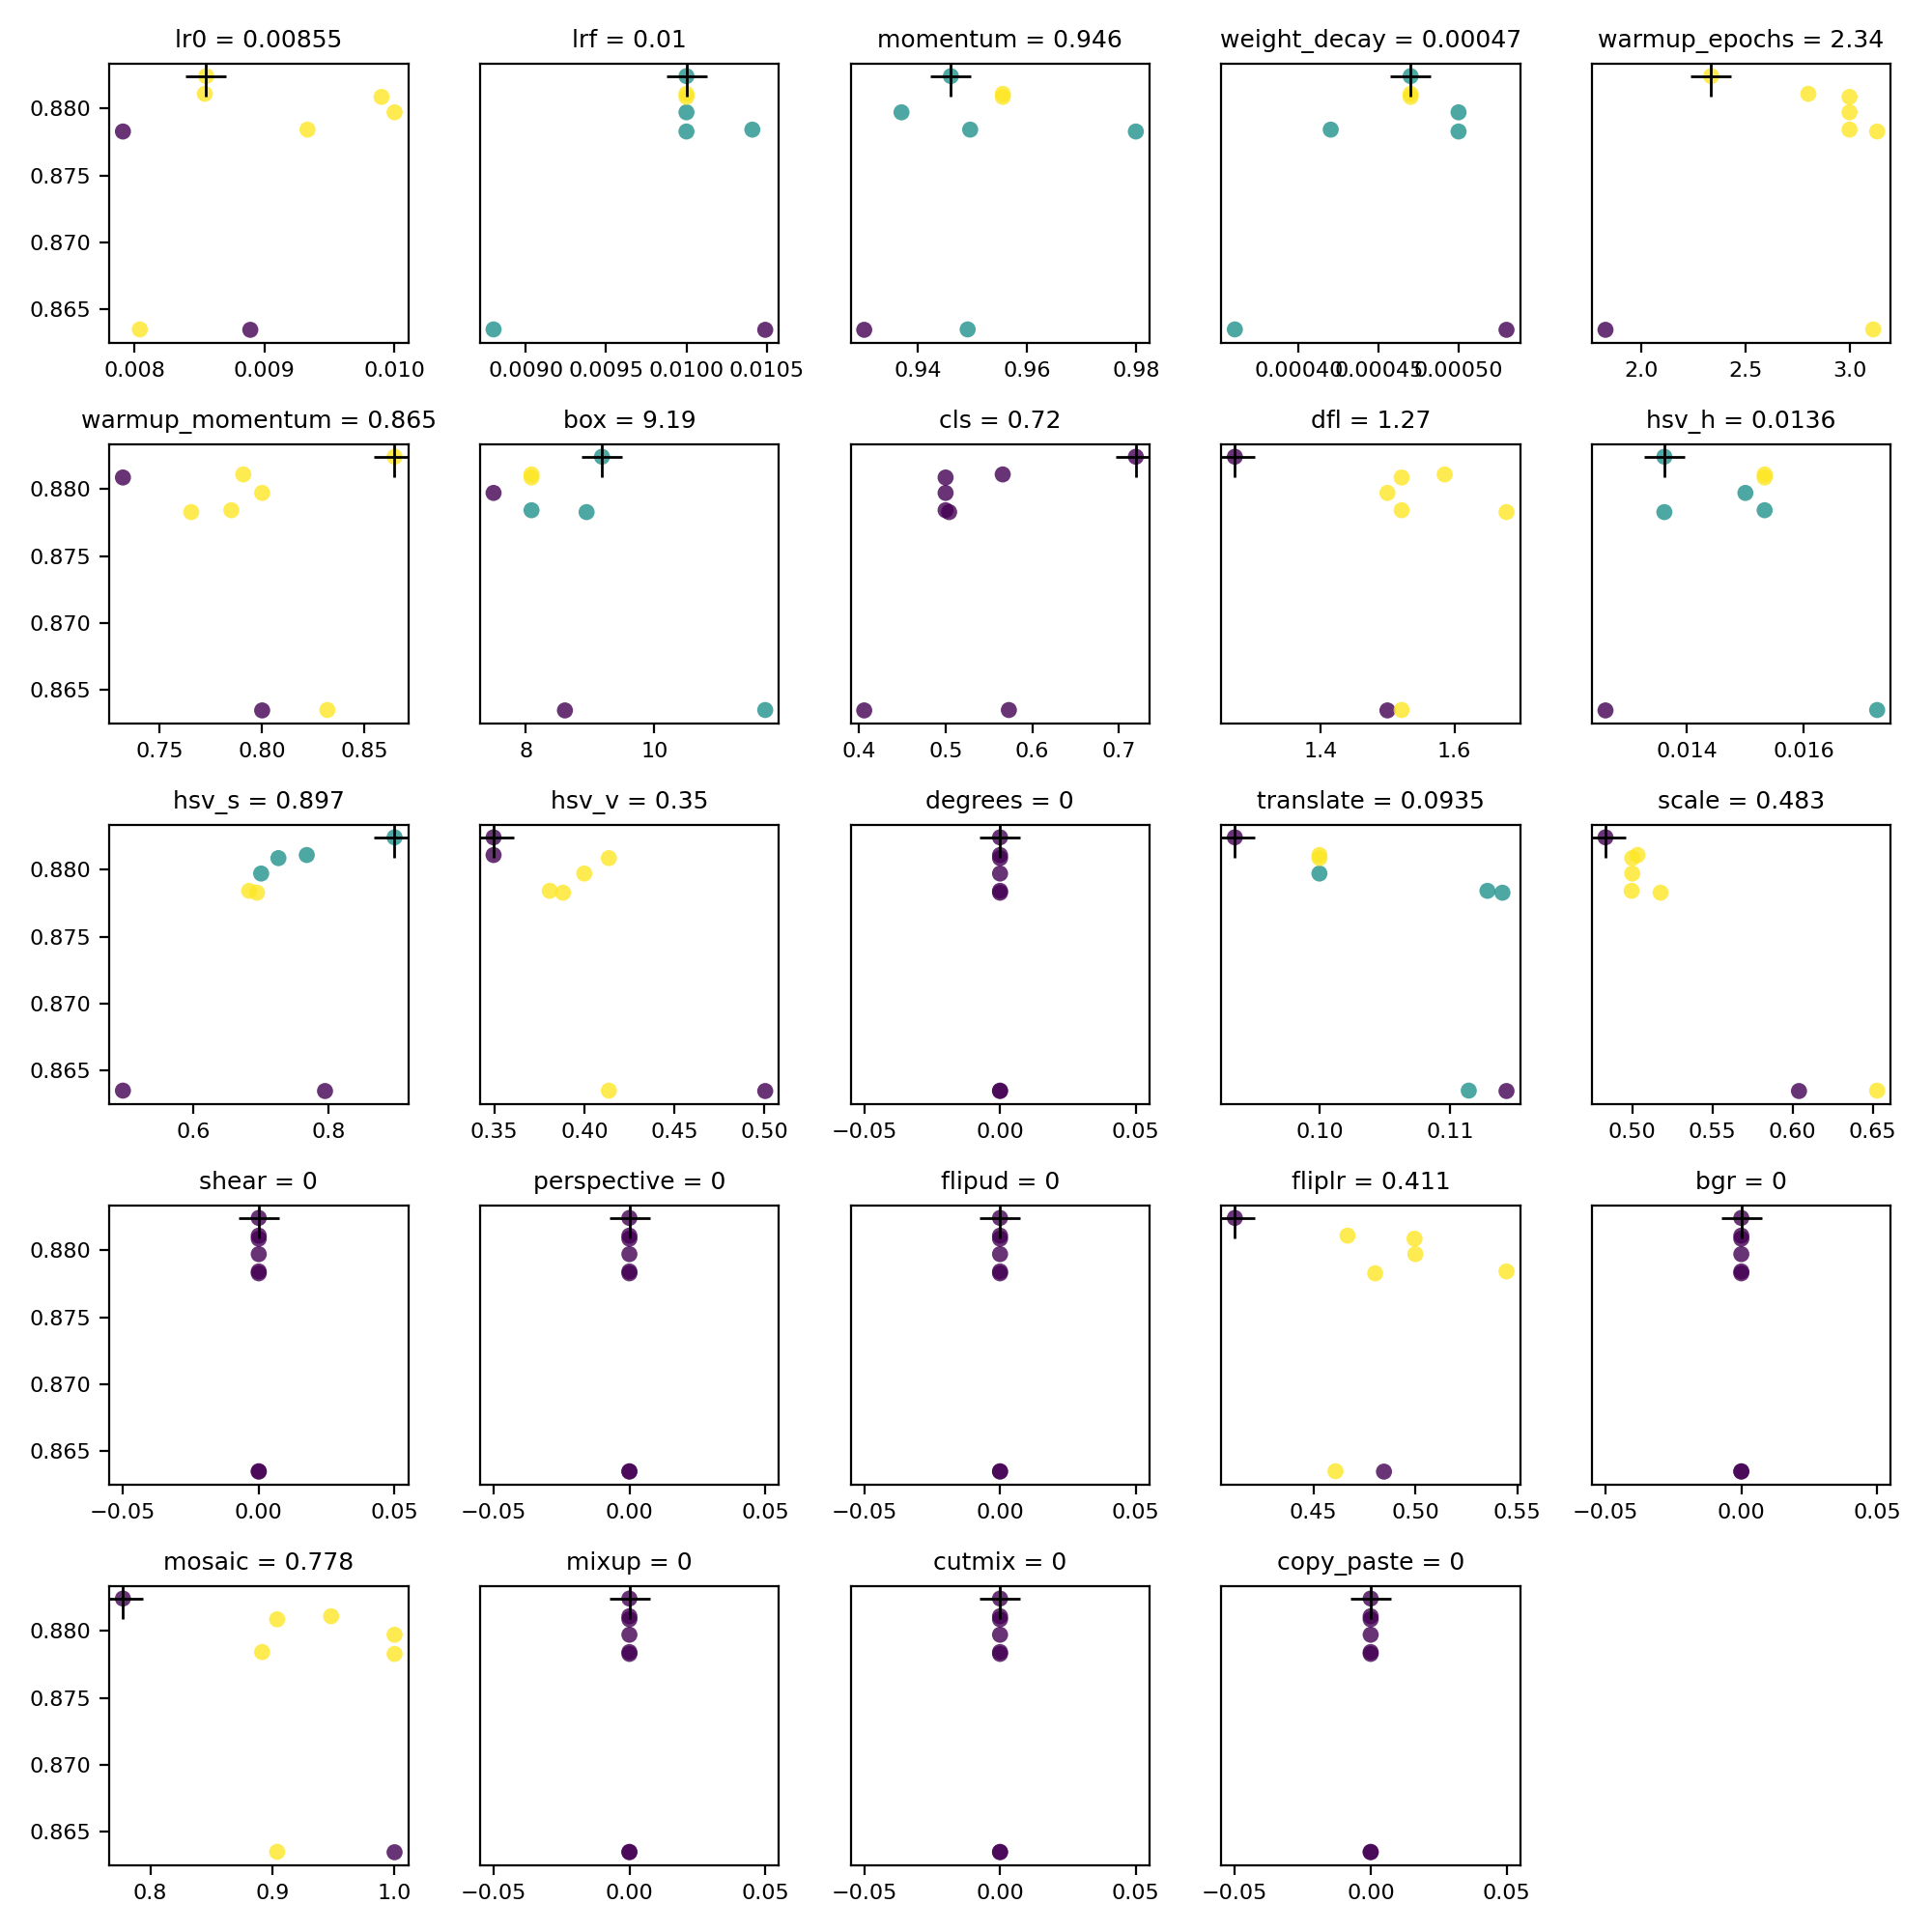 lr0 = 0.00855 lrf = 0.01 momentum = 0.946 weight_decay = 0.00047 warmup_epochs = 2.34
0.880
0.875
0.870
0.865
0.008 0.009 0.010 0.0090 0.0095 0.0100 0.0105 0.94 0.96 0.98 0.00040 0.00045 0.00050 2.0 2.5 3.0
warmup_momentum = 0.865 box = 9.19 cls = 0.72 dfl = 1.27 hsv_h = 0.0136
0.880
0.875
0.870
0.865
0.75 0.80 0.85 8 10 0.4 0.5 0.6 0.7 1.4 1.6 0.014 0.016
hsv_s = 0.897 hsv_v = 0.35 degrees = 0 translate = 0.0935 scale = 0.483
0.880
0.875
0.870
0.865
0.6 0.8 0.35 0.40 0.45 0.50 −0.05 0.00 0.05 0.10 0.11 0.50 0.55 0.60 0.65
shear = 0 perspective = 0 flipud = 0 fliplr = 0.411 bgr = 0
0.880
0.875
0.870
0.865
−0.05 0.00 0.05 −0.05 0.00 0.05 −0.05 0.00 0.05 0.45 0.50 0.55 −0.05 0.00 0.05
mosaic = 0.778 mixup = 0 cutmix = 0 copy_paste = 0
0.880
0.875
0.870
0.865
0.8 0.9 1.0 −0.05 0.00 0.05 −0.05 0.00 0.05 −0.05 0.00 0.05